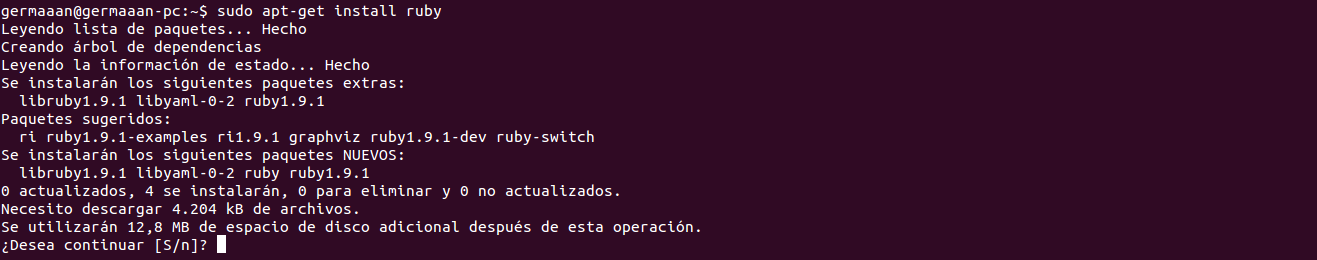 germaaan@germaaan-pc:~$ sudo apt-get install ruby
Leyendo lista de paquetes... Hecho
Creando árbol de dependencias
Leyendo la información de estado... Hecho
Se instalarán los siguientes paquetes extras:
  libruby1.9.1 libyaml-0-2 ruby1.9.1
Paquetes sugeridos:
  ri ruby1.9.1-examples ri1.9.1 graphviz ruby1.9.1-dev ruby-switch
Se instalarán los siguientes paquetes NUEVOS:
  libruby1.9.1 libyaml-0-2 ruby ruby1.9.1
0 actualizados, 4 se instalarán, 0 para eliminar y 0 no actualizados.
Necesito descargar 4.204 kB de archivos.
Se utilizarán 12,8 MB de espacio de disco adicional después de esta operación.
¿Desea continuar [S/n]?